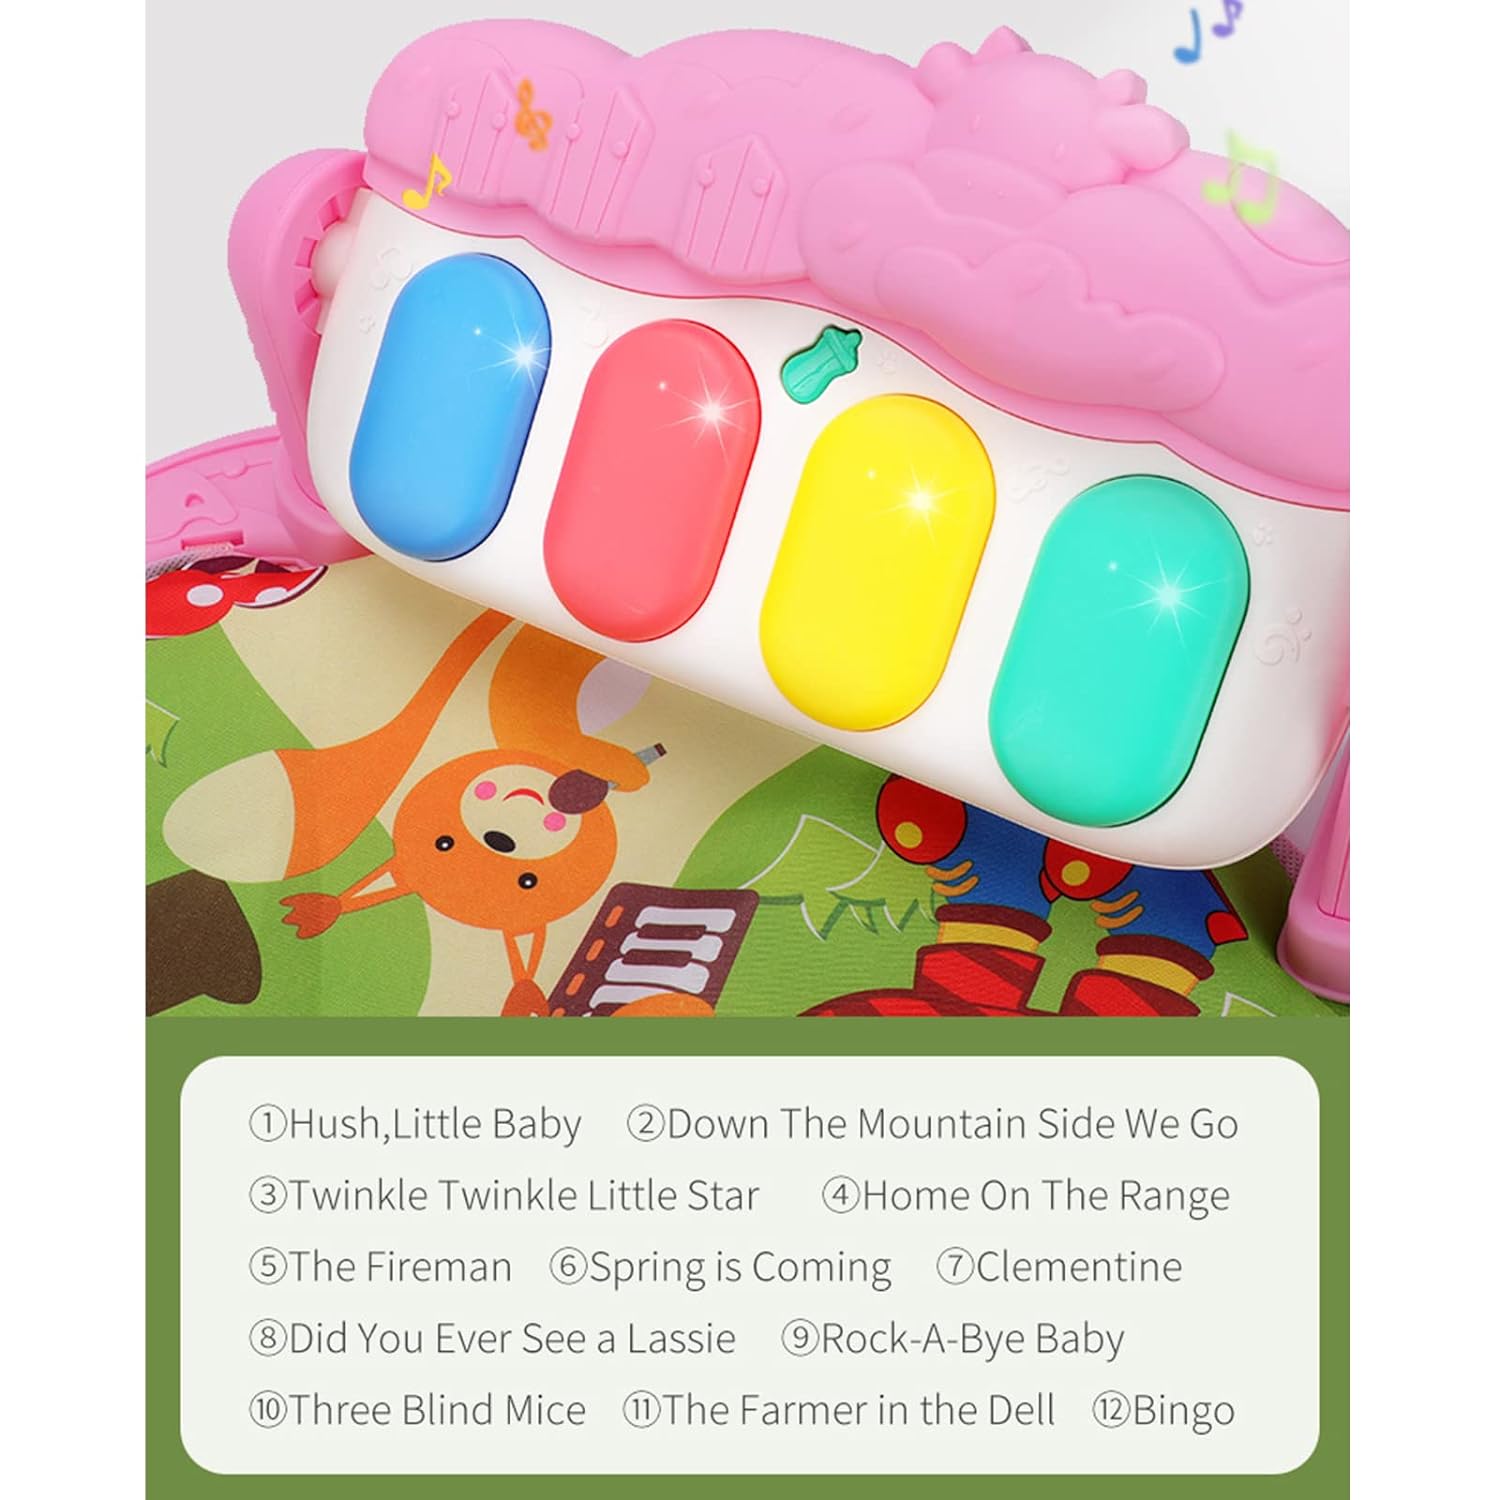 ①Hush,Little Baby ②Down The Mountain Side We Go
③Twinkle Twinkle Little Star ④Home On The Range
⑤The Fireman ⑥Spring is Coming ⑦Clementine
⑧Did You Ever See a Lassie ⑨Rock-A-Bye Baby
⑩Three Blind Mice ⑪The Farmer in the Dell ⑫Bingo